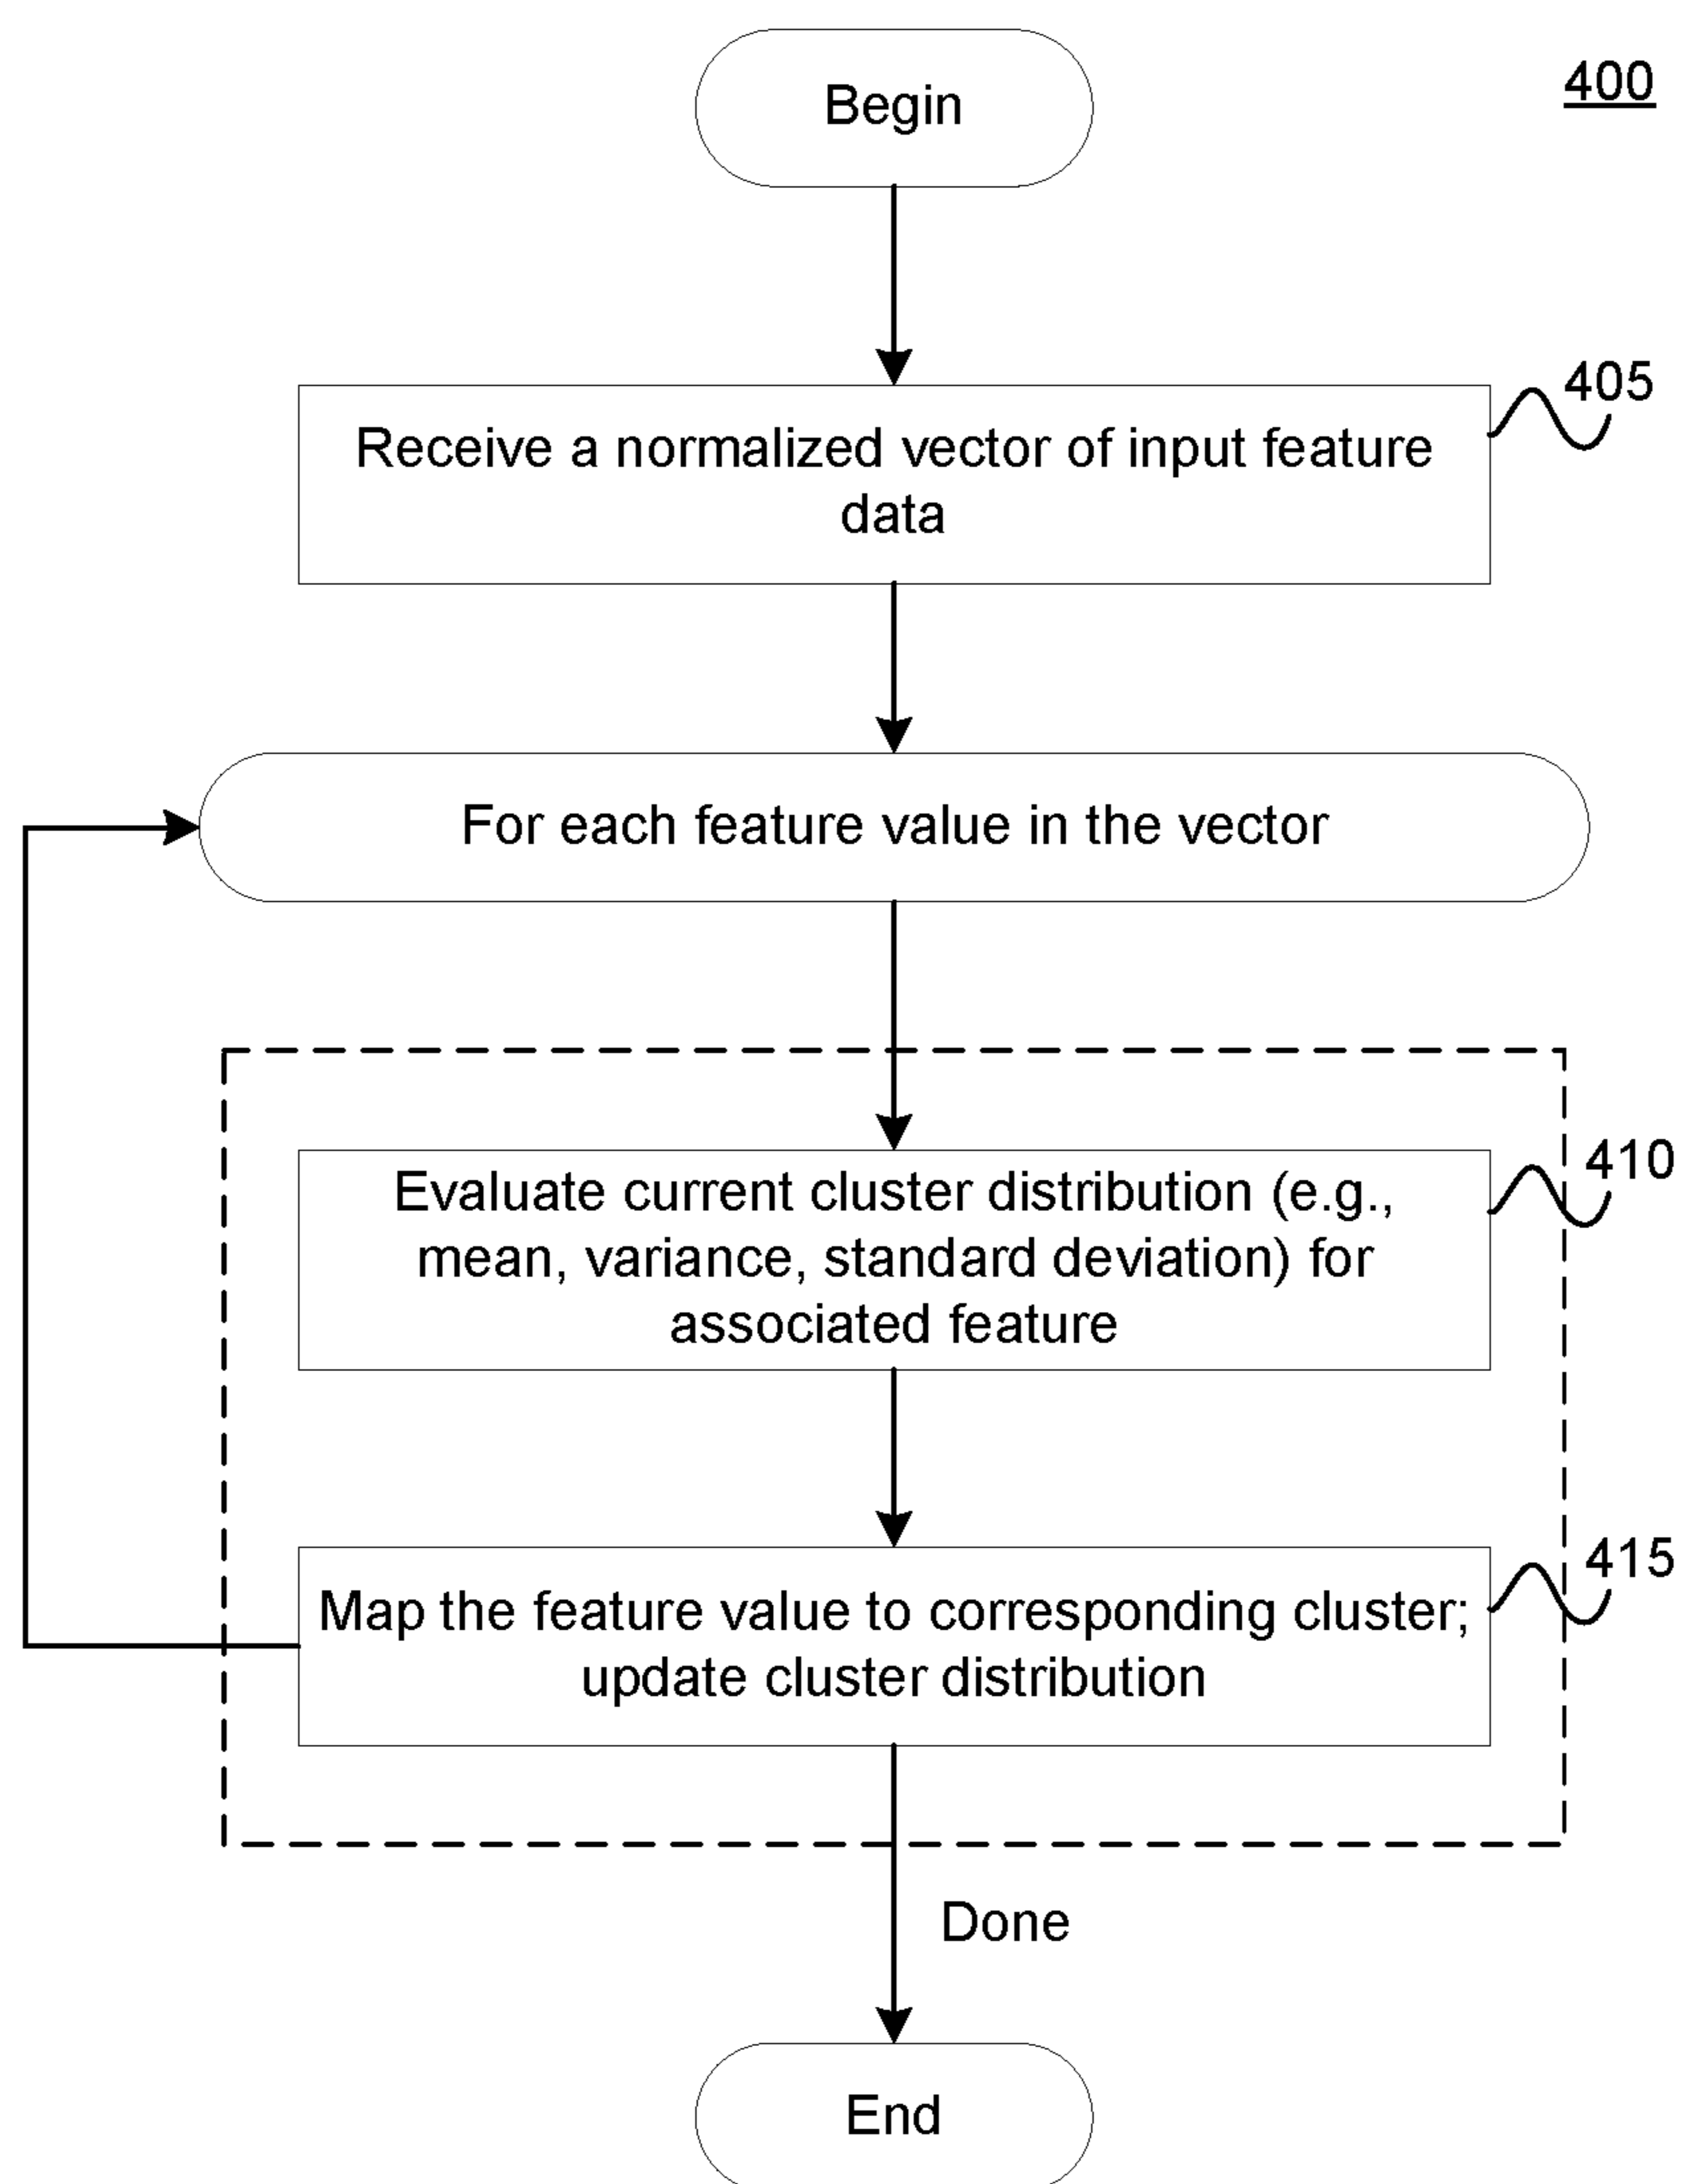 Begin
400
405
Receive a normalized vector of input feature
data
For each feature value in the vector
410
Evaluate current cluster distribution (e.g.,
mean, variance, standard deviation) for
associated feature
415
Map the feature value to corresponding cluster;
update cluster distribution
Done
End